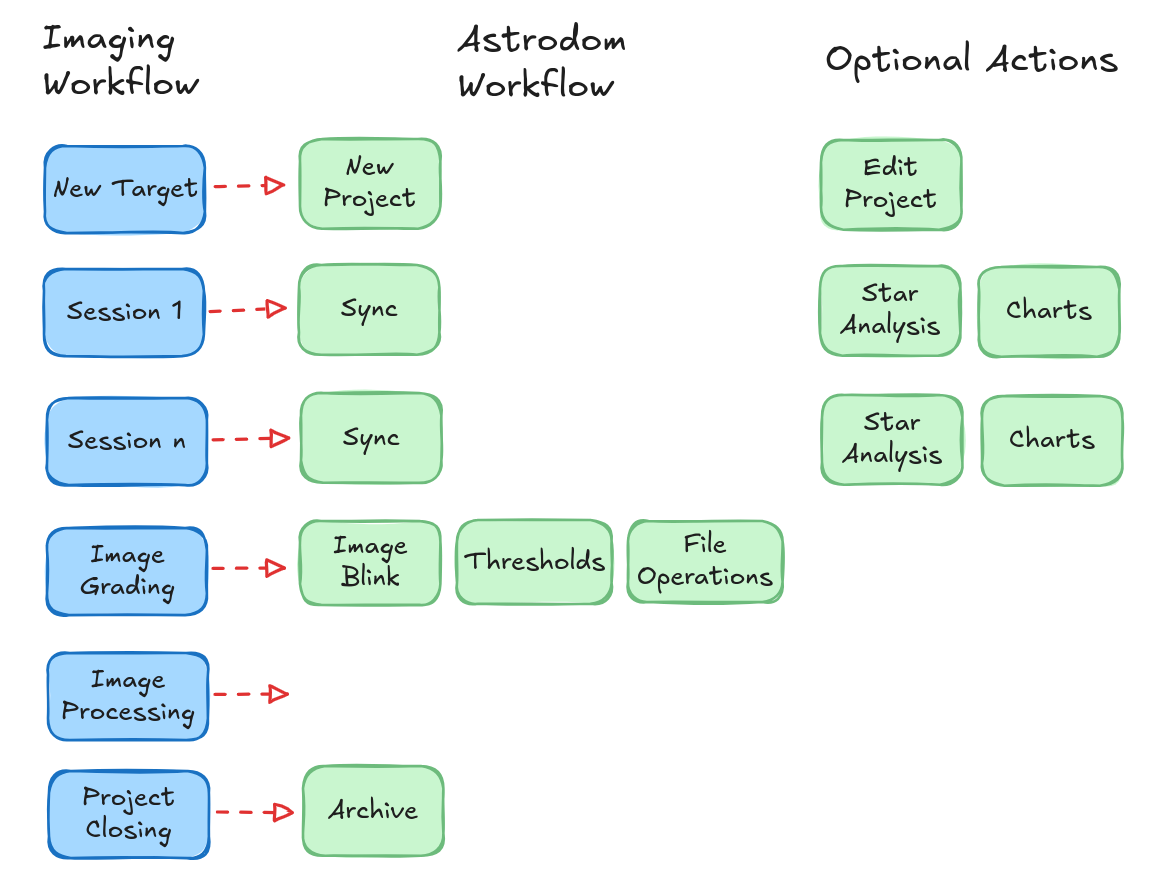 Imaging
Workflow
Astrodom
Workflow
Optional Actions
New Target
New
Project
Edit
Project
Session 1
Sync
Star
Analysis
Charts
Session n
Sync
Star
Analysis
Charts
Image
Grading
Image
Blink
Thresholds
File
Operations
Image
Processing
Project
Closing
Archive